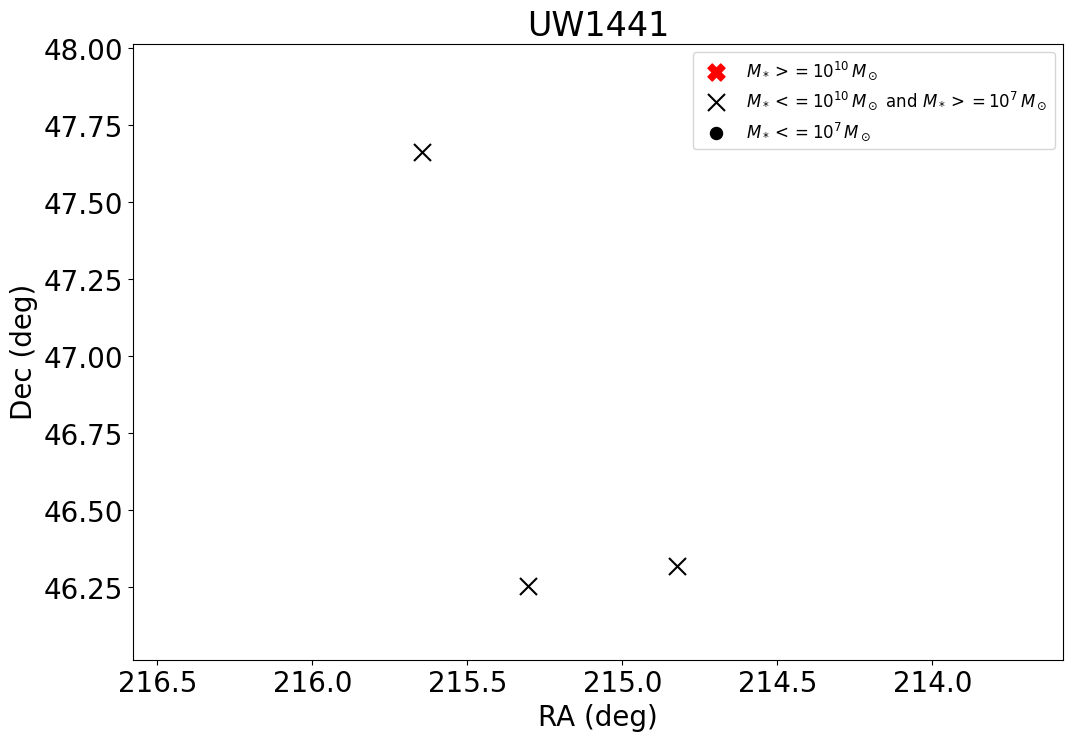 UW1441
48.00
47.75
47.50
47.25
47.00
46.75
46.50
46.25
Dec (deg)
M* >= 10^10 M⊙
M* <= 10^10 M⊙ and M* >= 10^7 M⊙
M* <= 10^7 M⊙
216.5 216.0 215.5 215.0 214.5 214.0
RA (deg)